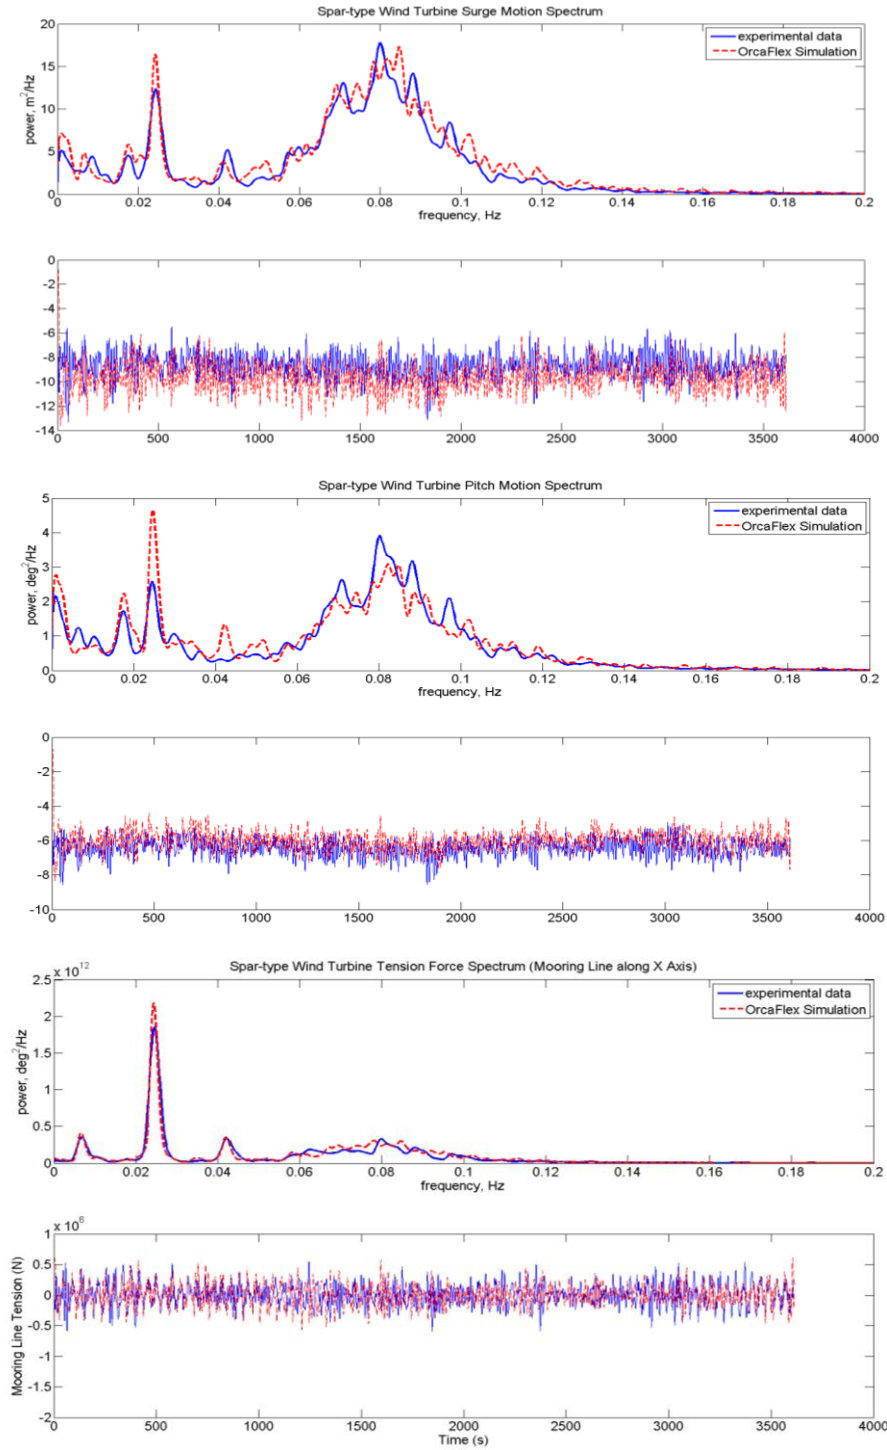 Spar-type Wind Turbine Surge Motion Spectrum
20
15
10
5
0
power, m²/Hz
experimental data
OrcaFlex Simulation
0.02 0.04 0.06 0.08 0.1 0.12 0.14 0.16 0.18 0.2
frequency, Hz
0
-2
-4
-6
-8
-10
-12
-14
0 500 1000 1500 2000 2500 3000 3500 4000
Spar-type Wind Turbine Pitch Motion Spectrum
5
4
3
2
1
0
power, deg²/Hz
experimental data
OrcaFlex Simulation
0 0.02 0.04 0.06 0.08 0.1 0.12 0.14 0.16 0.18 0.2
frequency, Hz
0
-2
-4
-6
-8
-10
0 500 1000 1500 2000 2500 3000 3500 4000
x 10¹²
Spar-type Wind Turbine Tension Force Spectrum (Mooring Line along X Axis)
2.5
2
1.5
1
0.5
0
power, deg²/Hz
experimental data
OrcaFlex Simulation
0 0.02 0.04 0.06 0.08 0.1 0.12 0.14 0.16 0.18 0.2
frequency, Hz
x 10⁶
1
0.5
0
-0.5
-1
-1.5
-2
Mooring Line Tension (N)
0 500 1000 1500 2000 2500 3000 3500 4000
Time (s)